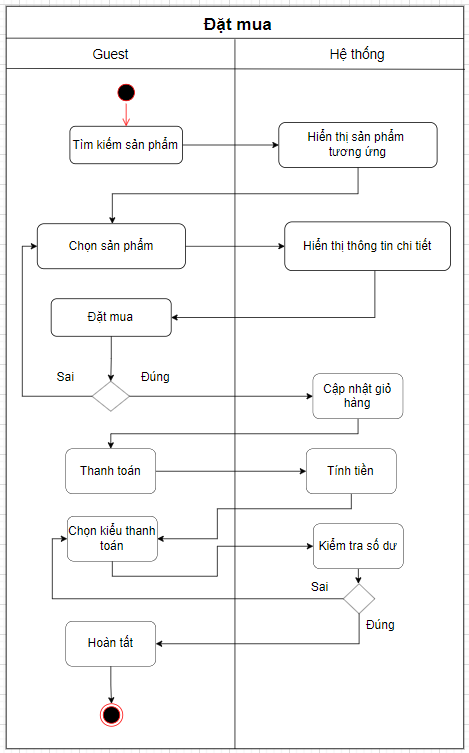 Đặt mua
Guest
Hệ thống
Tìm kiếm sản phẩm
Hiển thị sản phẩm
tương ứng
Chọn sản phẩm
Hiển thị thông tin chi tiết
Đặt mua
Sai
Đúng
Cập nhật giỏ
hàng
Thanh toán
Tính tiền
Chọn kiểu thanh
toán
Kiểm tra số dư
Sai
Đúng
Hoàn tất